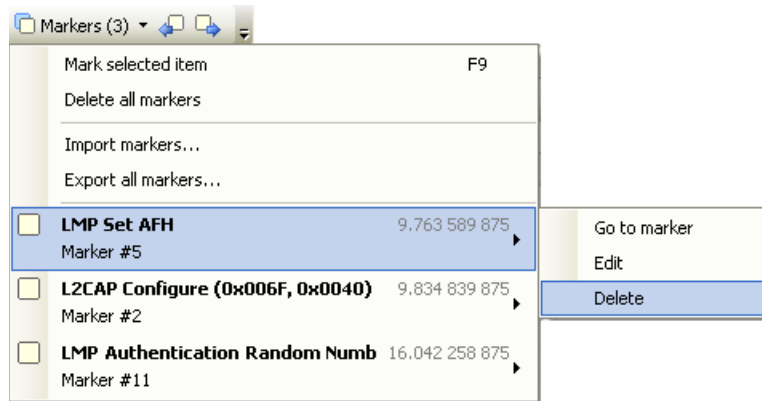 Markers (3)
Mark selected item F9
Delete all markers
Import markers...
Export all markers...
LMP Set AFH 9.763 589 875
Marker #5
Go to marker
Edit
Delete
L2CAP Configure (0x006F, 0x0040) 9.834 839 875
Marker #2
LMP Authentication Random Numb 16.042 258 875
Marker #11